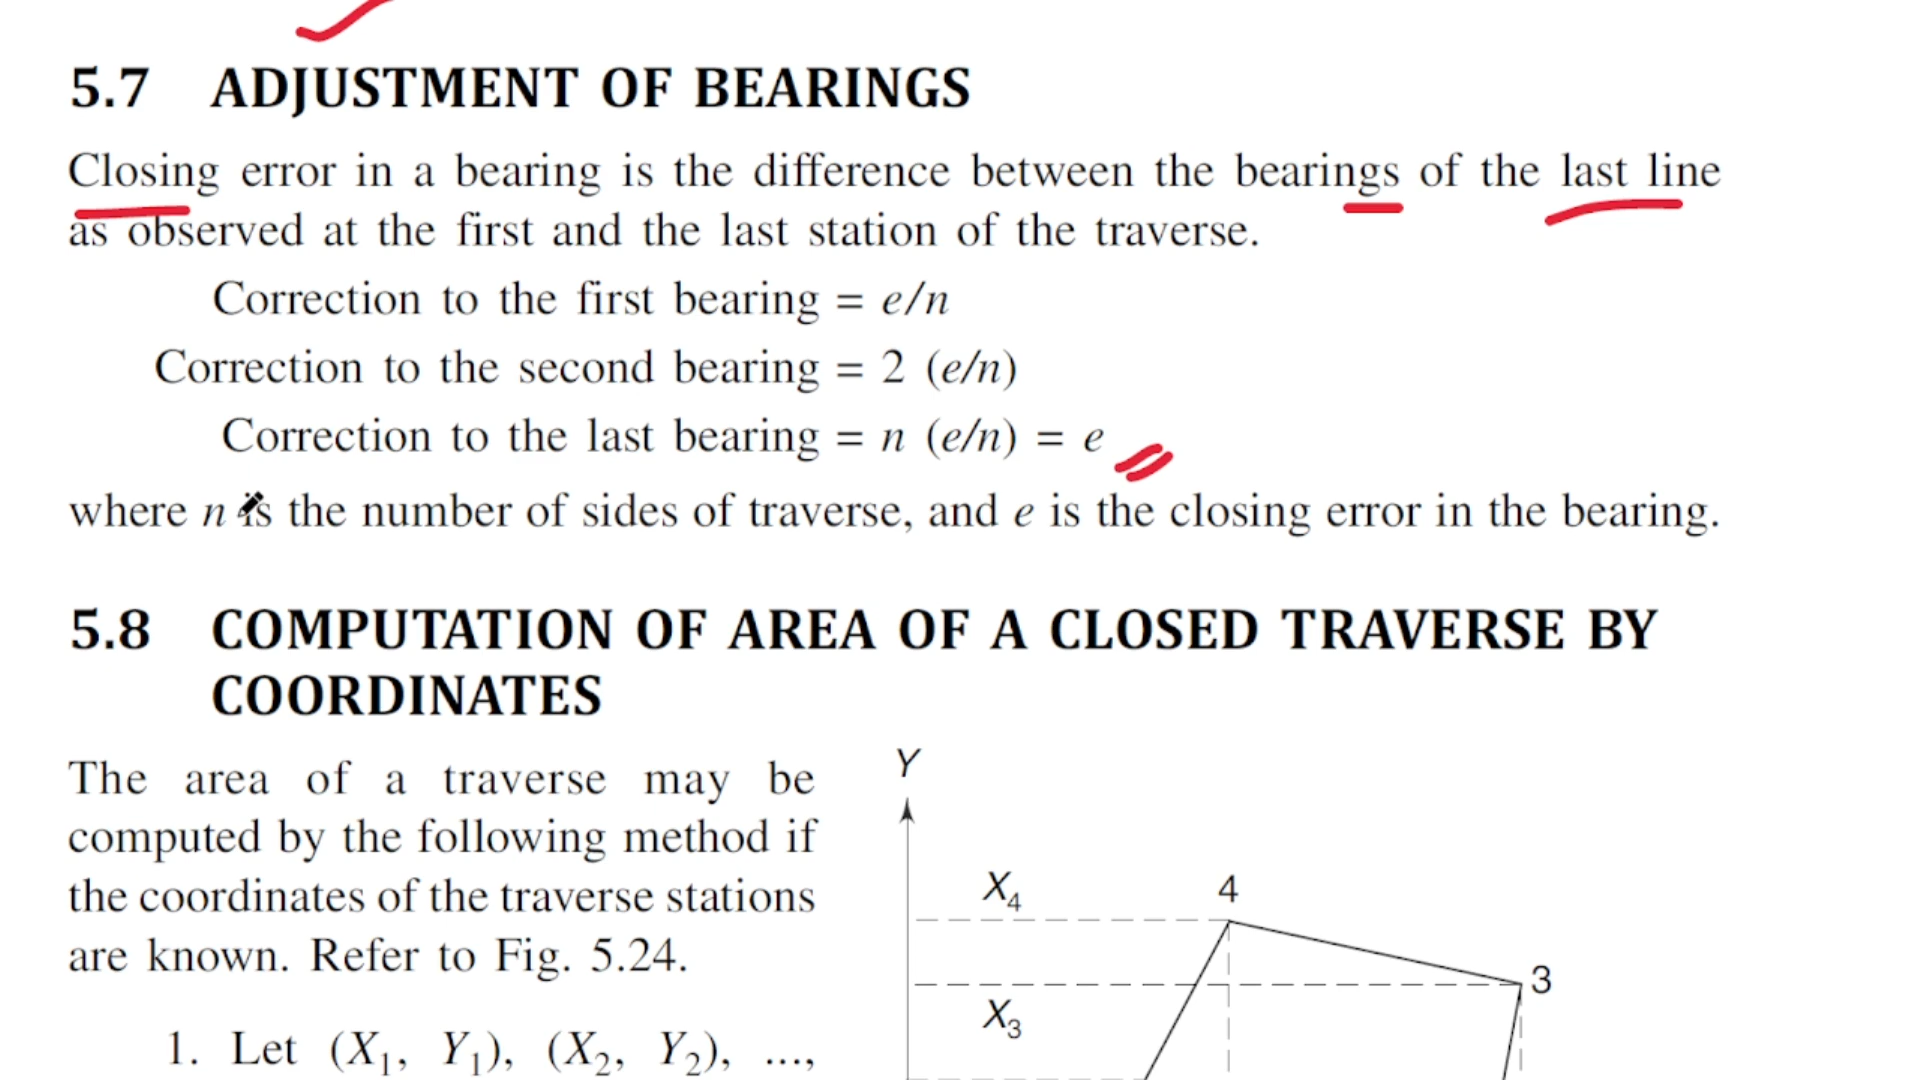 5.7 ADJUSTMENT OF BEARINGS
Closing error in a bearing is the difference between the bearings of the last line
as observed at the first and the last station of the traverse.
Correction to the first bearing = e/n
Correction to the second bearing = 2 (e/n)
Correction to the last bearing = n (e/n) = e
where n is the number of sides of traverse, and e is the closing error in the bearing.
5.8 COMPUTATION OF AREA OF A CLOSED TRAVERSE BY
COORDINATES
The area of a traverse may be
computed by the following method if
the coordinates of the traverse stations
are known. Refer to Fig. 5.24.
1. Let (X₁, Y₁), (X₂, Y₂), ...,
Y
X₄
4
3
X₃